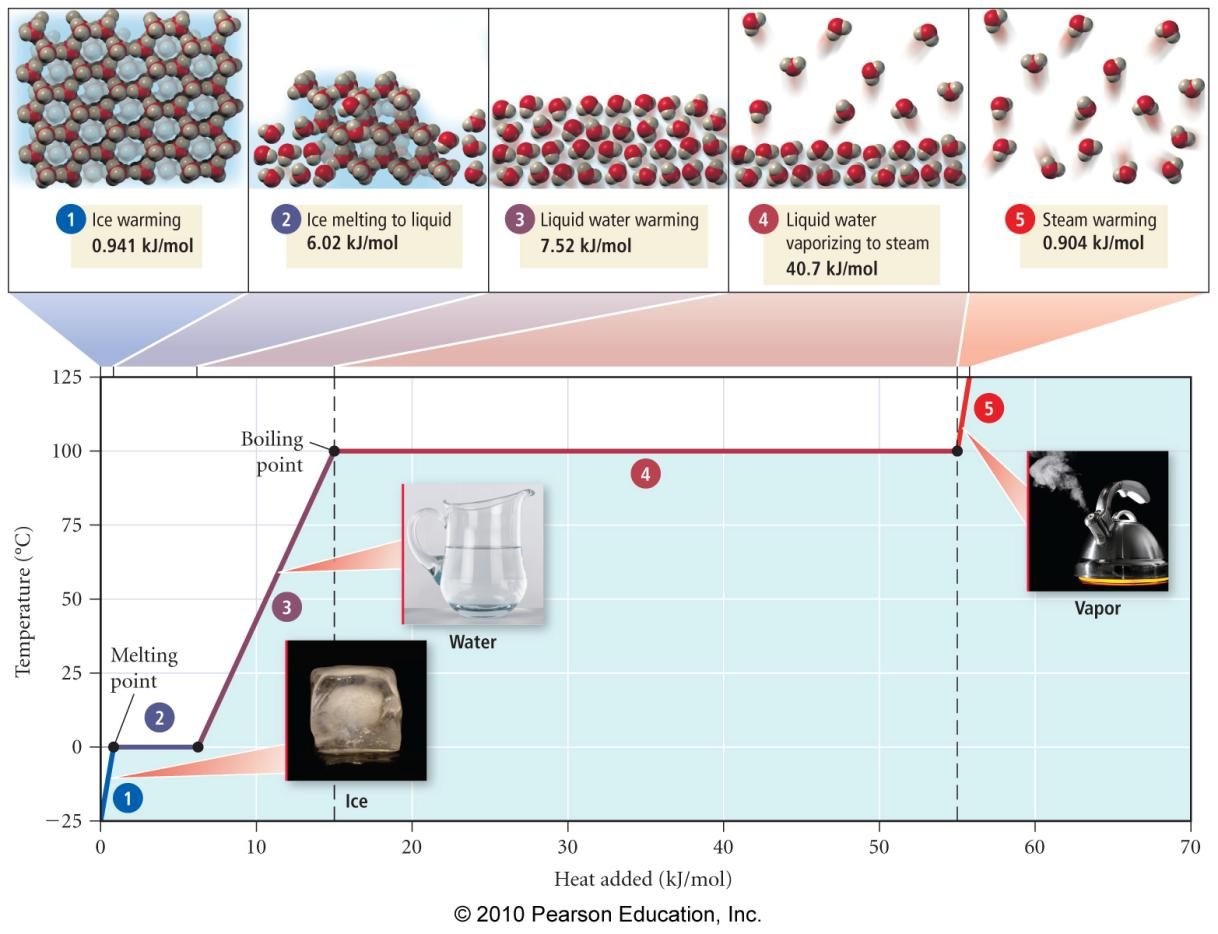 1 Ice warming
0.941 kJ/mol
2 Ice melting to liquid
6.02 kJ/mol
3 Liquid water warming
7.52 kJ/mol
4 Liquid water
vaporizing to steam
40.7 kJ/mol
5 Steam warming
0.904 kJ/mol
125
100
75
50
25
0
−25
Temperature (°C)
Boiling
point
Melting
point
1
2
3
4
5
Water
Ice
Vapor
0 10 20 30 40 50 60 70
Heat added (kJ/mol)
© 2010 Pearson Education, Inc.